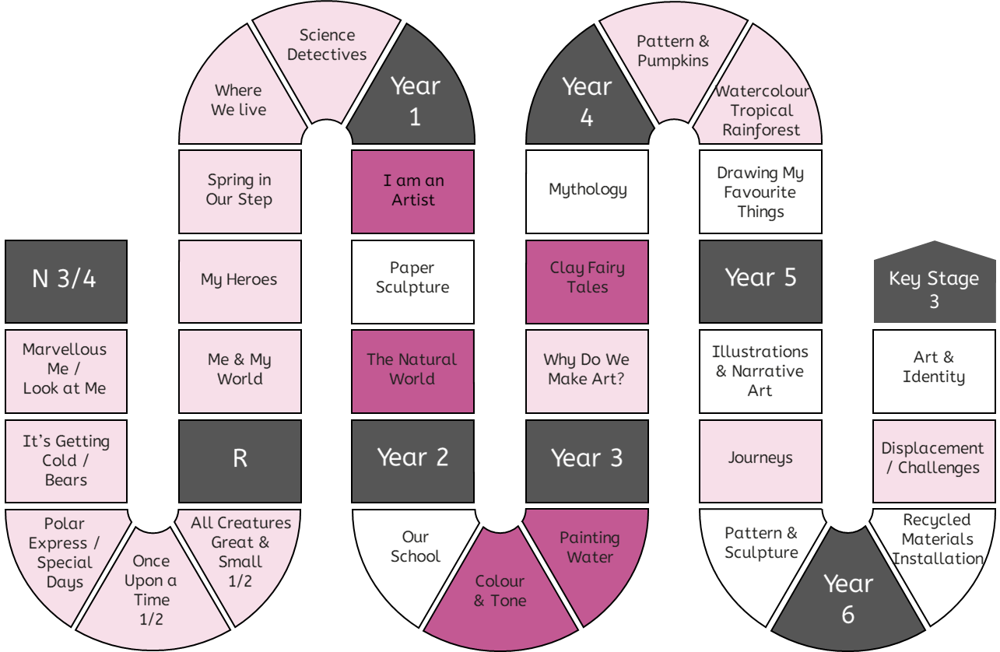 N 3/4
Marvellous
Me /
Look at Me
It's Getting
Cold /
Bears
Polar
Express /
Special
Days
Once
Upon a
Time
1/2
All Creatures
Great &
Small
1/2
R
Me & My
World
My Heroes
Spring in
Our Step
Where
We live
Science
Detectives
Year
1
I am an
Artist
Paper
Sculpture
The Natural
World
Year 2
Our
School
Colour
& Tone
Painting
Water
Year 3
Why Do We
Make Art?
Clay Fairy
Tales
Mythology
Year
4
Pattern &
Pumpkins
Watercolour
Tropical
Rainforest
Drawing My
Favourite
Things
Year 5
Illustrations
& Narrative
Art
Journeys
Pattern &
Sculpture
Year
6
Recycled
Materials
Installation
Displacement
/ Challenges
Art &
Identity
Key Stage
3